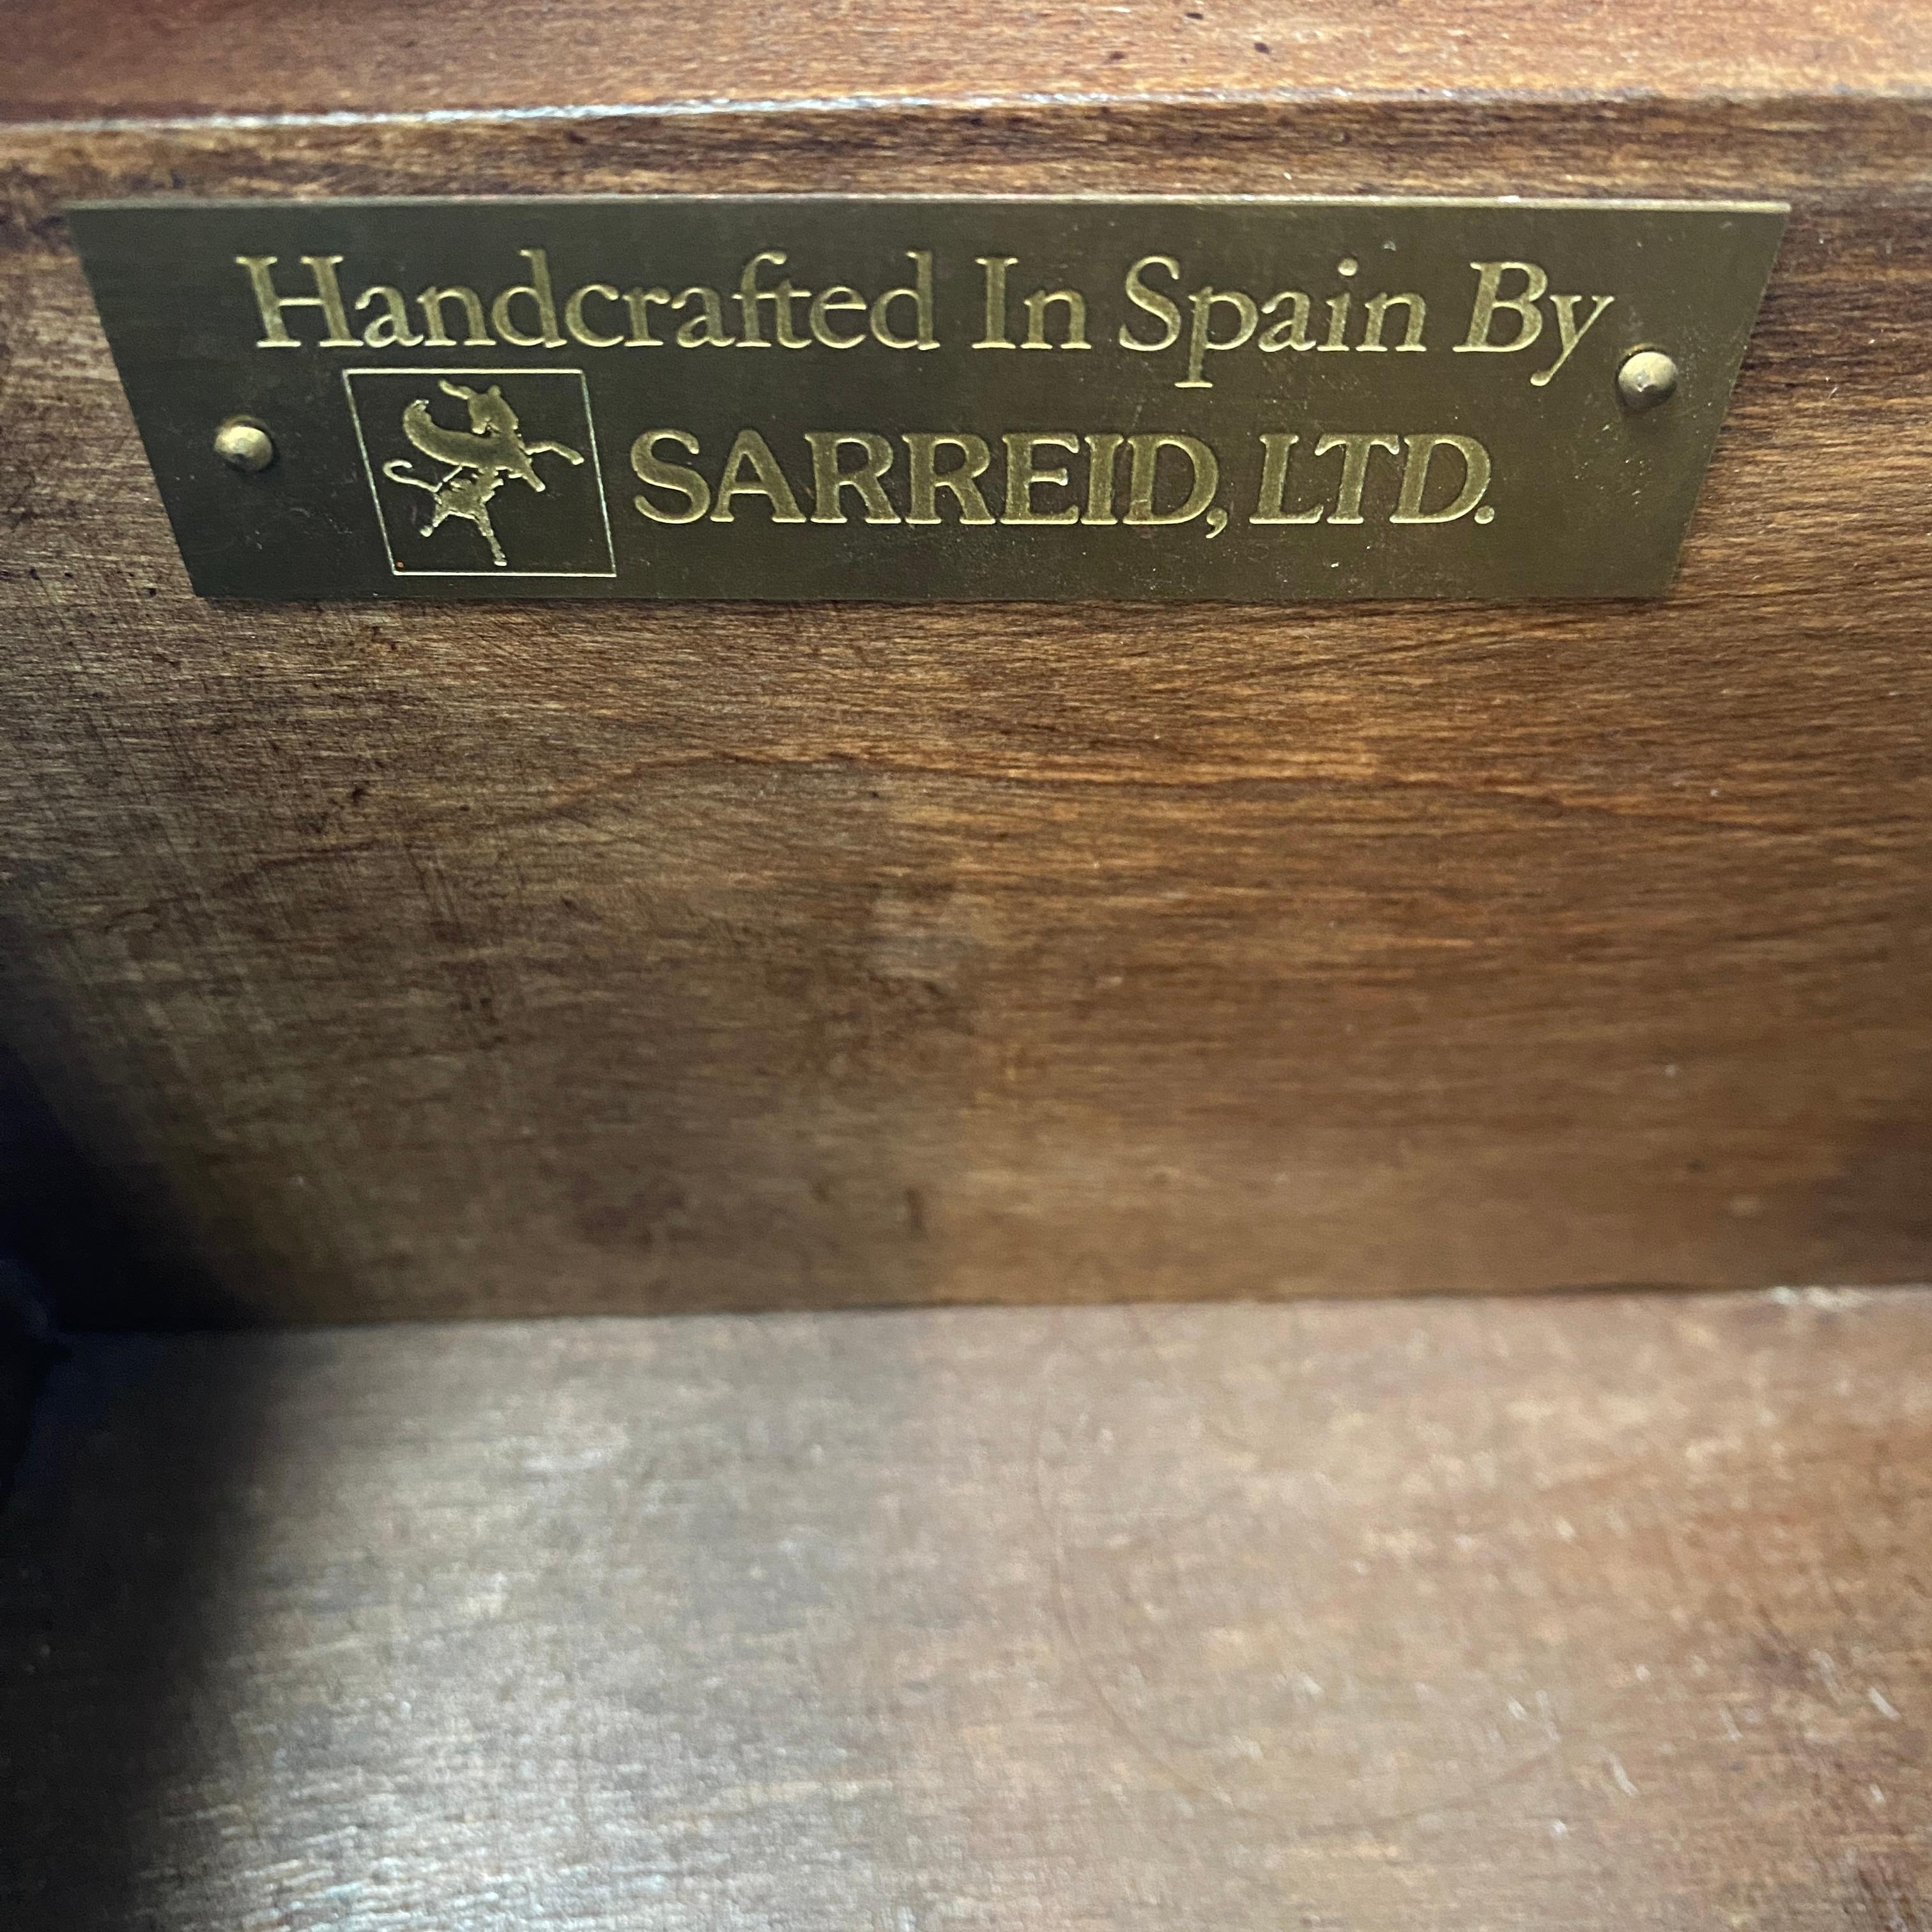 Handcrafted In Spain By
SARREID, LTD.